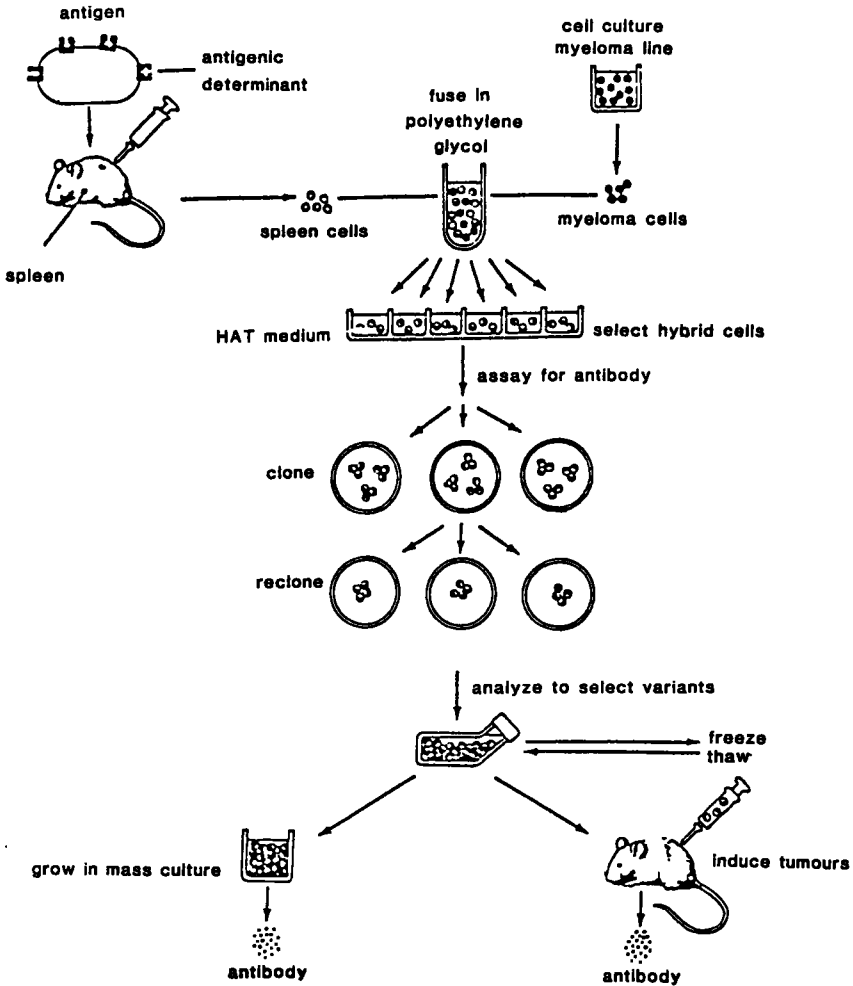 antigen
antigenic
determinant
cell culture
myeloma line
fuse in
polyethylene
glycol
spleen cells
myeloma cells
spleen
HAT medium
select hybrid cells
assay for antibody
clone
reclone
analyze to select variants
freeze
thaw
grow in mass culture
induce tumours
antibody
antibody